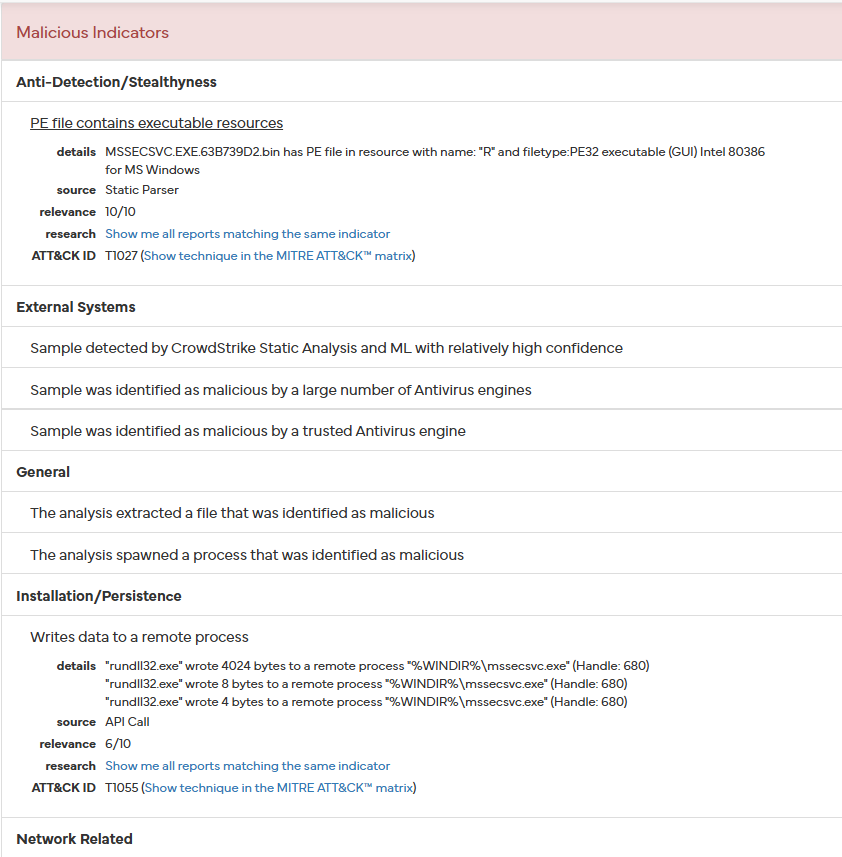 Malicious Indicators
Anti-Detection/Stealthyness
PE file contains executable resources
details MSSECSVC.EXE.63B739D2.bin has PE file in resource with name: "R" and filetype:PE32 executable (GUI) Intel 80386
for MS Windows
source Static Parser
relevance 10/10
research Show me all reports matching the same indicator
ATT&CK ID T1027 (Show technique in the MITRE ATT&CK™ matrix)
External Systems
Sample detected by CrowdStrike Static Analysis and ML with relatively high confidence
Sample was identified as malicious by a large number of Antivirus engines
Sample was identified as malicious by a trusted Antivirus engine
General
The analysis extracted a file that was identified as malicious
The analysis spawned a process that was identified as malicious
Installation/Persistence
Writes data to a remote process
details "rundll32.exe" wrote 4024 bytes to a remote process "%WINDIR%\mssecsvc.exe" (Handle: 680)
"rundll32.exe" wrote 8 bytes to a remote process "%WINDIR%\mssecsvc.exe" (Handle: 680)
"rundll32.exe" wrote 4 bytes to a remote process "%WINDIR%\mssecsvc.exe" (Handle: 680)
source API Call
relevance 6/10
research Show me all reports matching the same indicator
ATT&CK ID T1055 (Show technique in the MITRE ATT&CK™ matrix)
Network Related